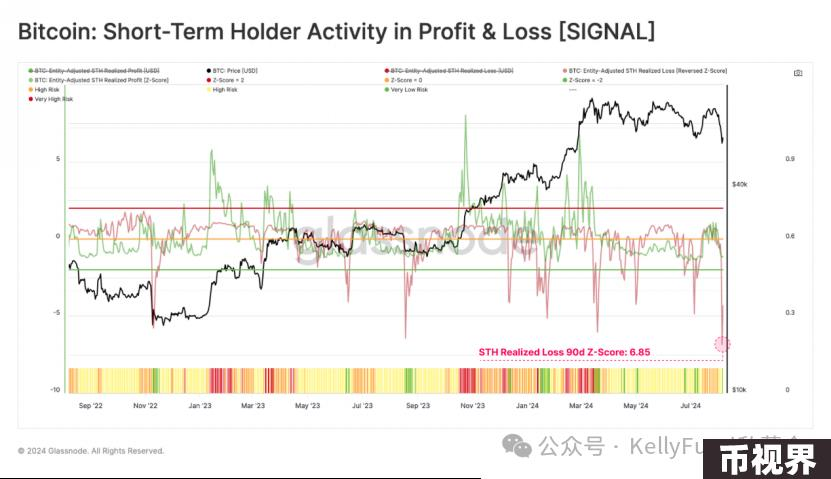 Bitcoin: Short-Term Holder Activity in Profit & Loss [SIGNAL]
BTC: Entity-Adjusted STH Realized Profit [USD]
BTC: Price [USD]
BTC: Entity-Adjusted STH Realized Loss [USD]
BTC: Entity-Adjusted STH Realized Loss [Reversed Z-Score]
BTC: Entity-Adjusted STH Realized Profit [Z-Score]
Z-Score = 2
Z-Score = 0
Z-Score = -2
High Risk
High Risk
Very Low Risk
Very High Risk
5
0
-5
-10
$40k
$10k
0.9
0.6
0.3
0
glassnode
STH Realized Loss 90d Z-Score: 6.85
Sep '22
Nov '22
Jan '23
Mar '23
May '23
Jul '23
Sep '23
Nov '23
Jan '24
Mar '24
May '24
Jul '24
© 2024 Glassnode. All Rights Reserved.
公众号 · KellyFu
币视界